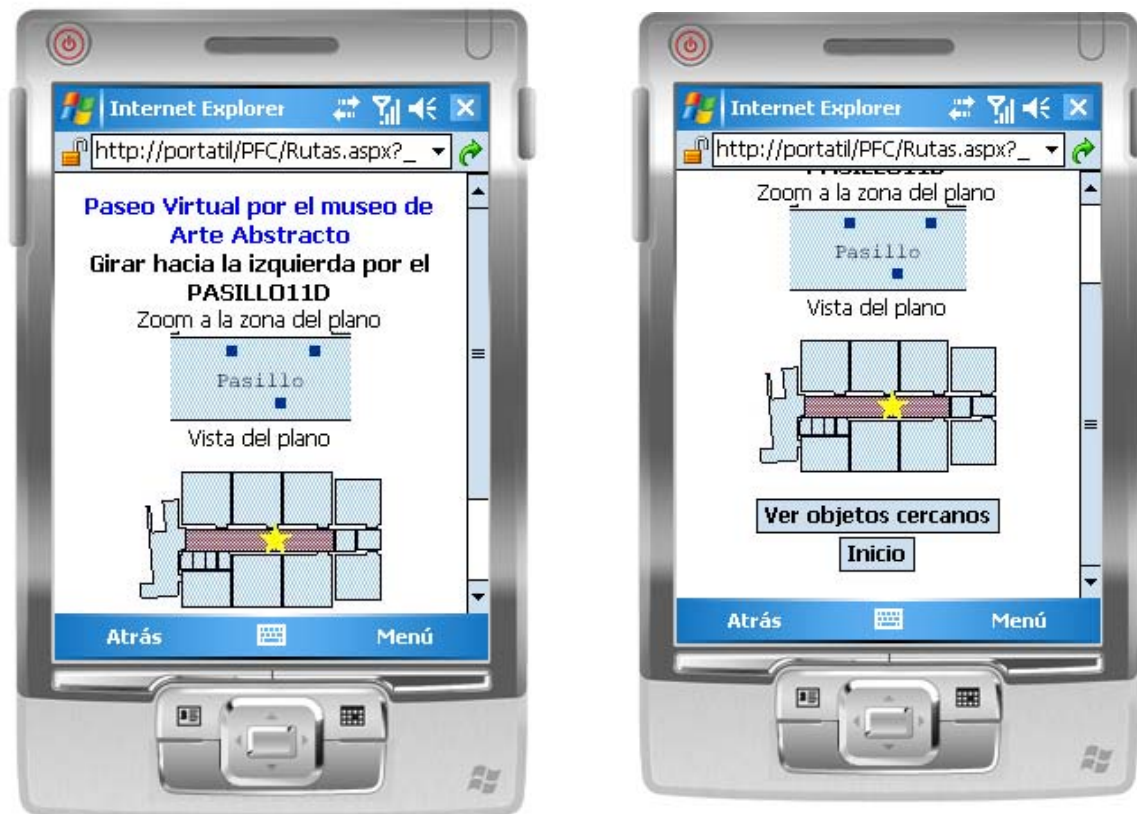 Internet Explorer
http://portatil/PFC/Rutas.aspx?_
Paseo Virtual por el museo de
Arte Abstracto
Girar hacia la izquierda por el
PASILLO11D
Zoom a la zona del plano
Pasillo
Vista del plano
Atrás Menú
Internet Explorer
http://portatil/PFC/Rutas.aspx?_
PASILLO11D
Zoom a la zona del plano
Pasillo
Vista del plano
Ver objetos cercanos
Inicio
Atrás Menú